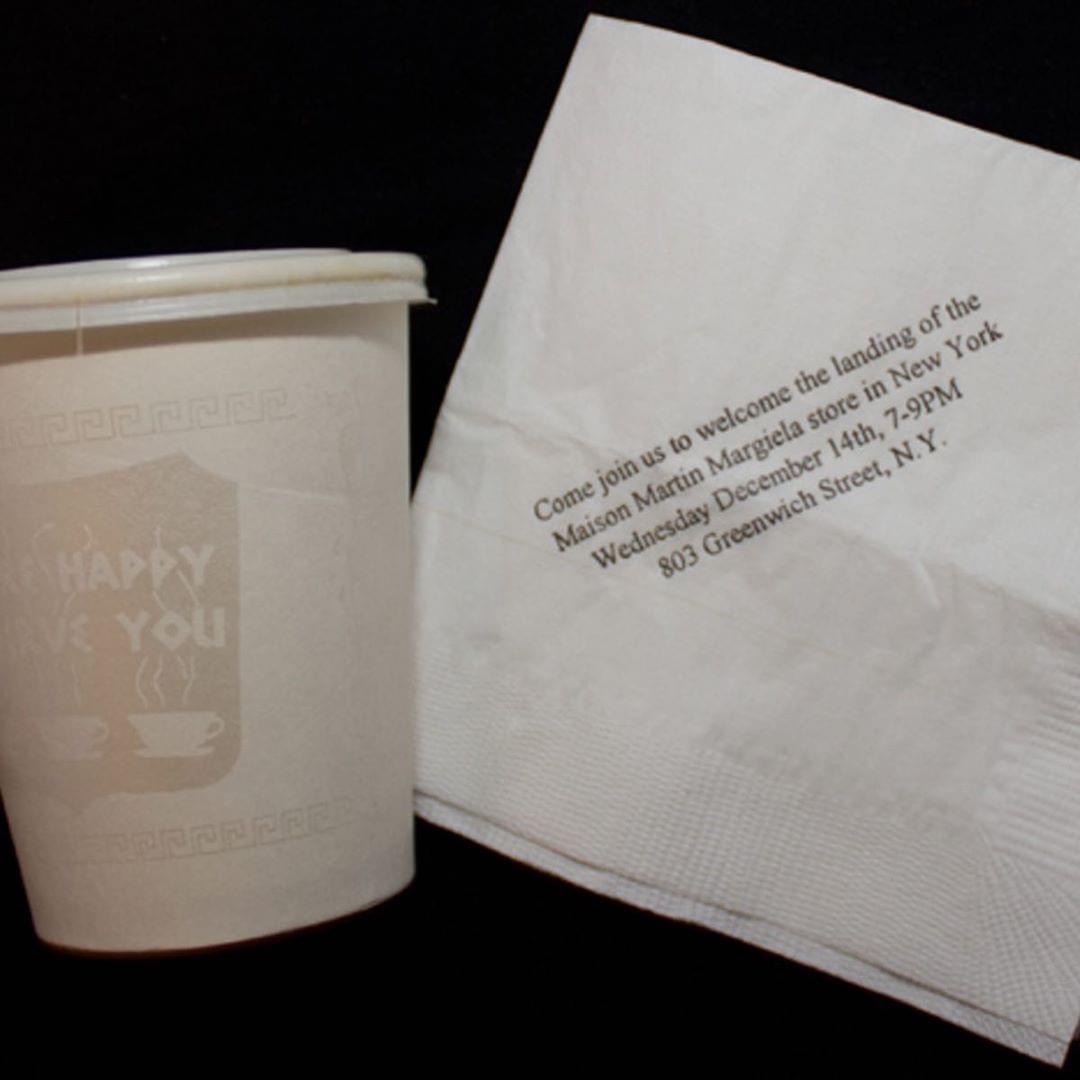 HAPPY
YOU
Come join us to welcome the landing of the
Maison Martin Margiela store in New York
Wednesday December 14th, 7-9PM
803 Greenwich Street, N.Y.